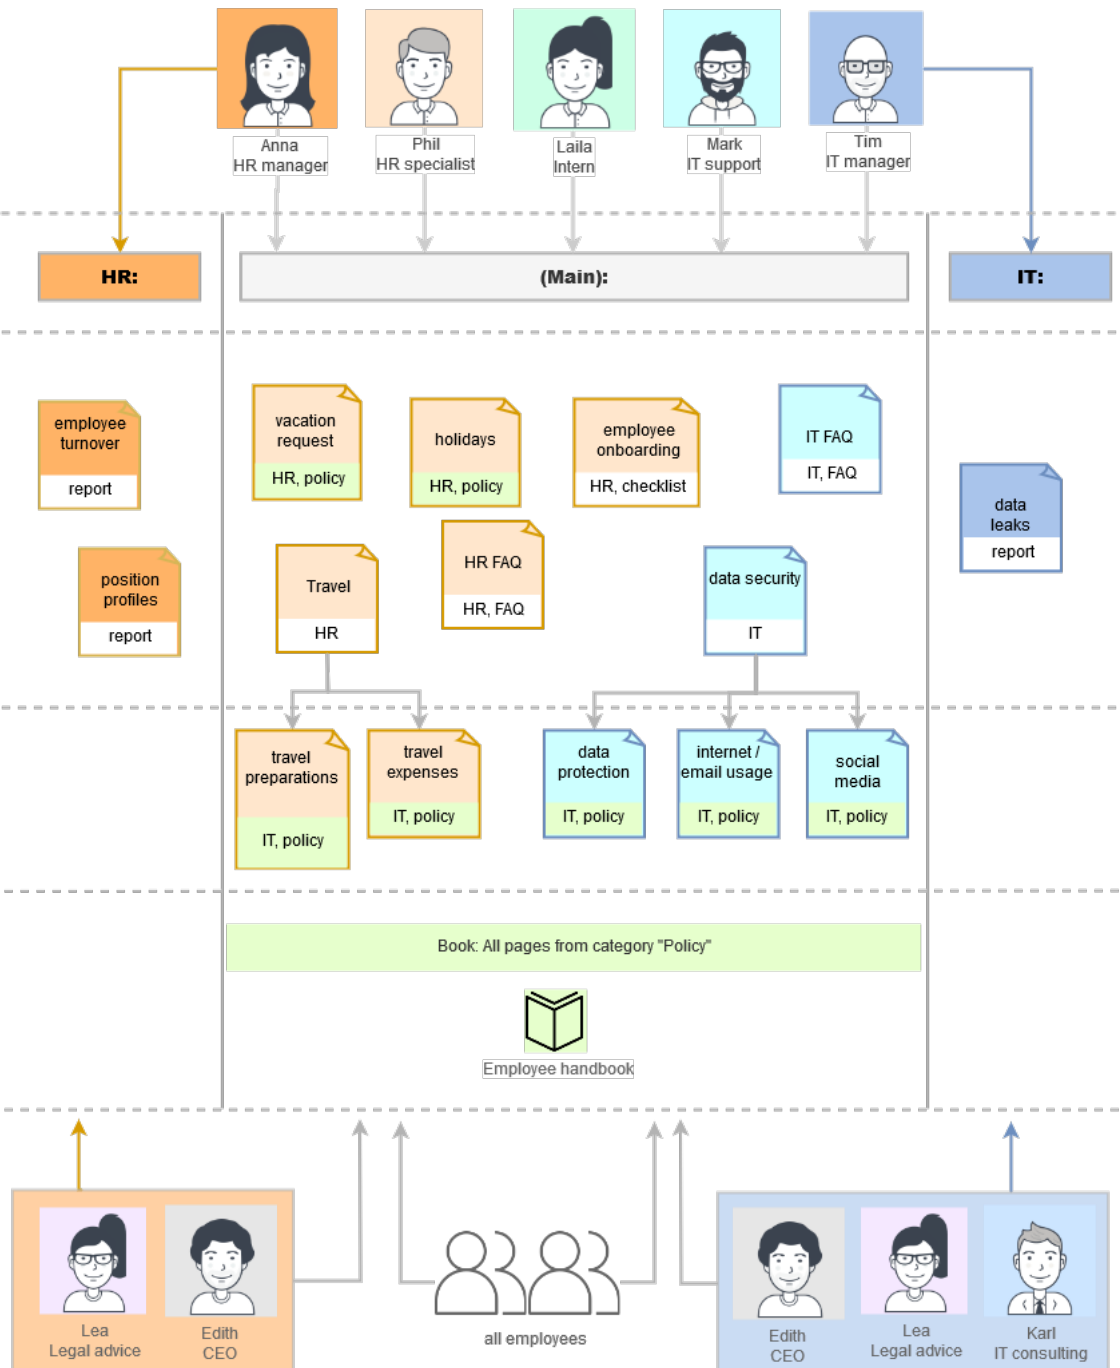 Anna
HR manager
Phil
HR specialist
Laila
Intern
Mark
IT support
Tim
IT manager
HR:
(Main):
IT:
employee
turnover
report
vacation
request
HR, policy
holidays
HR, policy
employee
onboarding
HR, checklist
IT FAQ
IT, FAQ
data
leaks
report
position
profiles
report
Travel
HR
HR FAQ
HR, FAQ
data security
IT
travel
preparations
IT, policy
travel
expenses
IT, policy
data
protection
IT, policy
internet /
email usage
IT, policy
social
media
IT, policy
Book: All pages from category "Policy"
Employee handbook
Lea
Legal advice
Edith
CEO
all employees
Edith
CEO
Lea
Legal advice
Karl
IT consulting